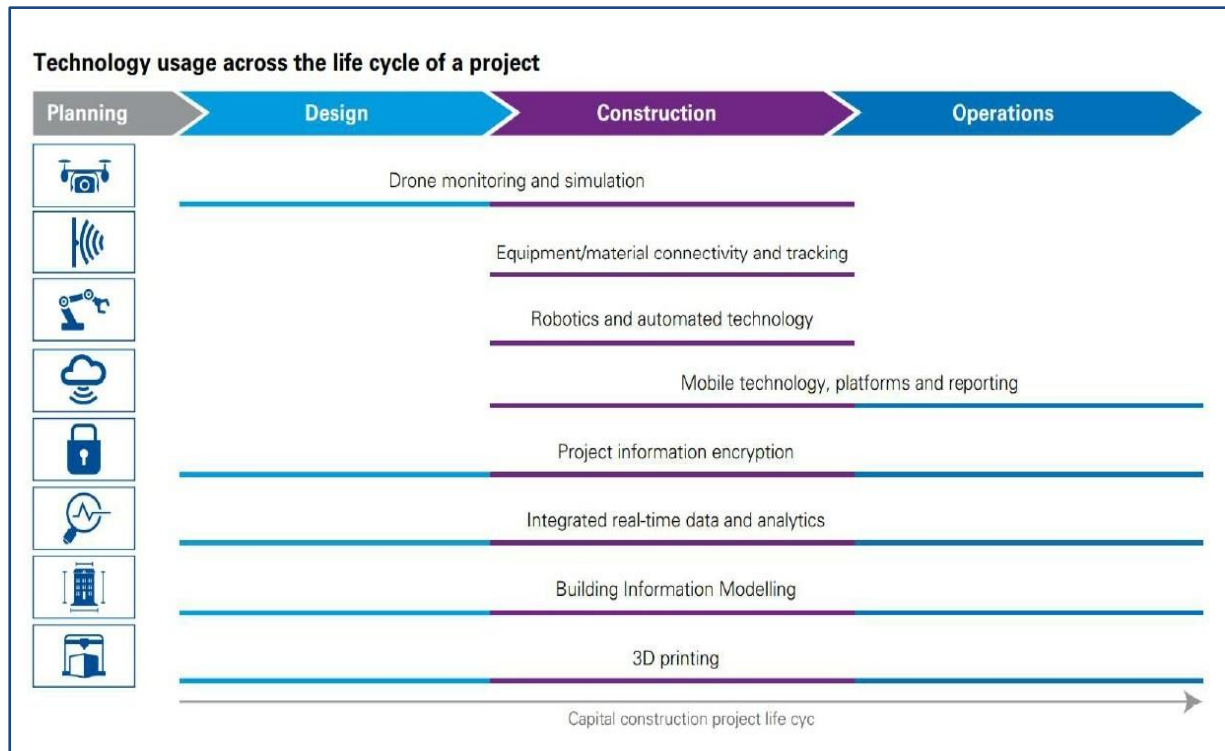 Technology usage across the life cycle of a project
Planning
Design
Construction
Operations
Drone monitoring and simulation
Equipment/material connectivity and tracking
Robotics and automated technology
Mobile technology, platforms and reporting
Project information encryption
Integrated real-time data and analytics
Building Information Modelling
3D printing
Capital construction project life cyc